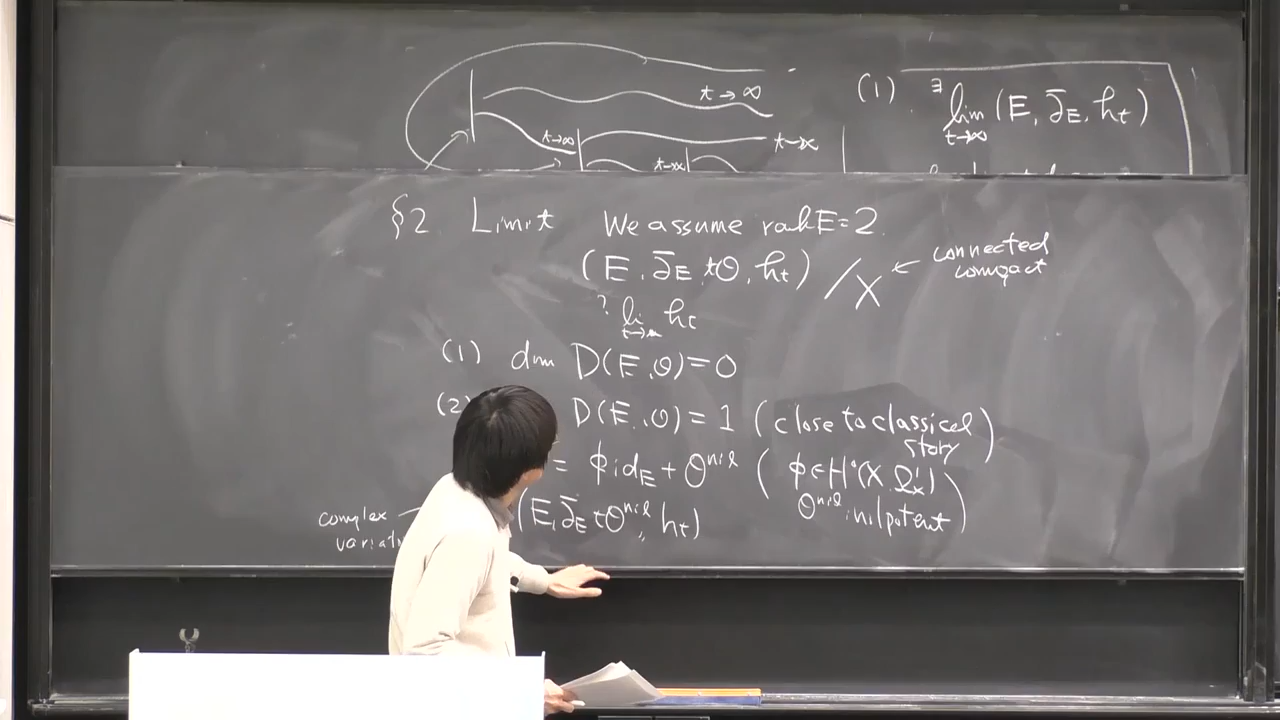 t→∞
t→∞
t→∞
t→∞
(1) ∃ lim t→∞ (E, ∂̄_E, h_t)
§2 Limit We assume rank E=2.
(E, ∂̄_E, tθ, h_t) / X ← connected compact
? lim t→∞ h_t
(1) dim D(E, θ)=0
(2) D(E, θ)=1 (close to classical story)
= φ id_E + θ^nil (φ∈H⁰(X, Ω¹_X) θ^nil: nilpotent)
complex
(E, ∂̄_E, tθ^nil, h_t)